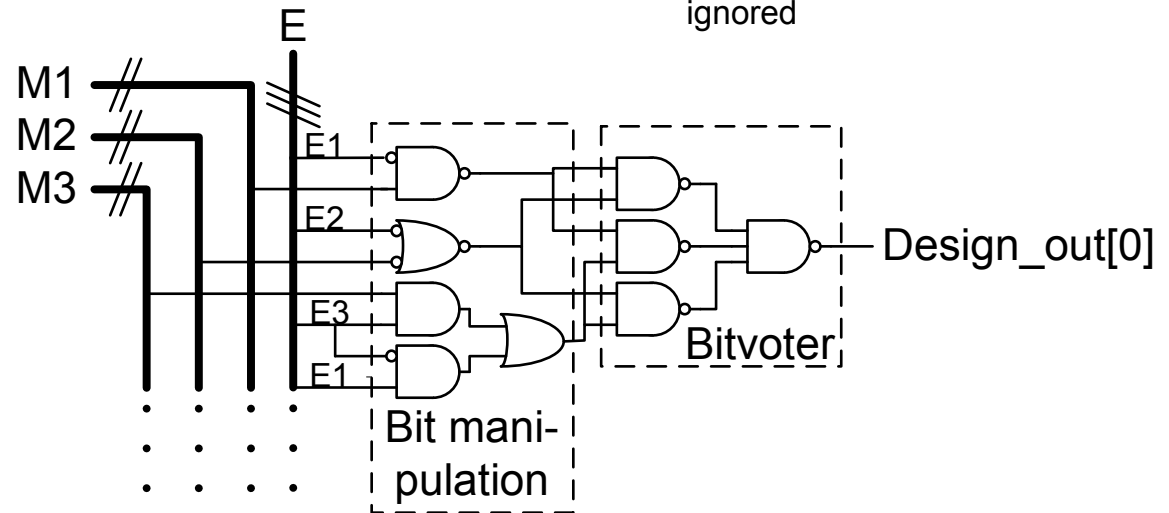 ignored
E
M1
M2
M3
E1
E2
E3
E1
Design_out[0]
Bitvoter
Bit mani-
pulation